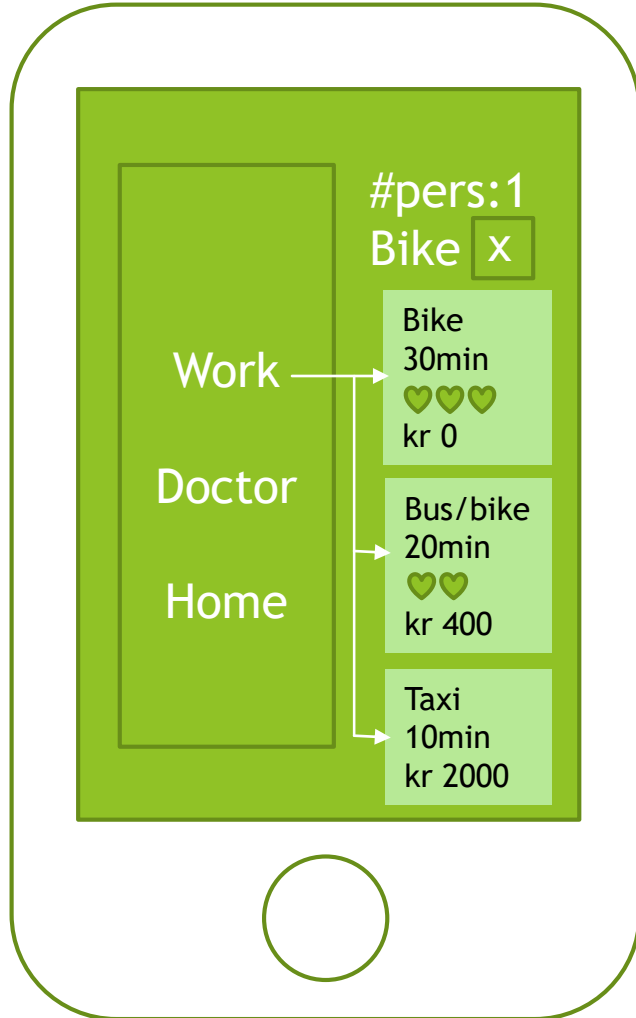 #pers:1
Bike x
Work
Doctor
Home
Bike
30min
kr 0
Bus/bike
20min
kr 400
Taxi
10min
kr 2000